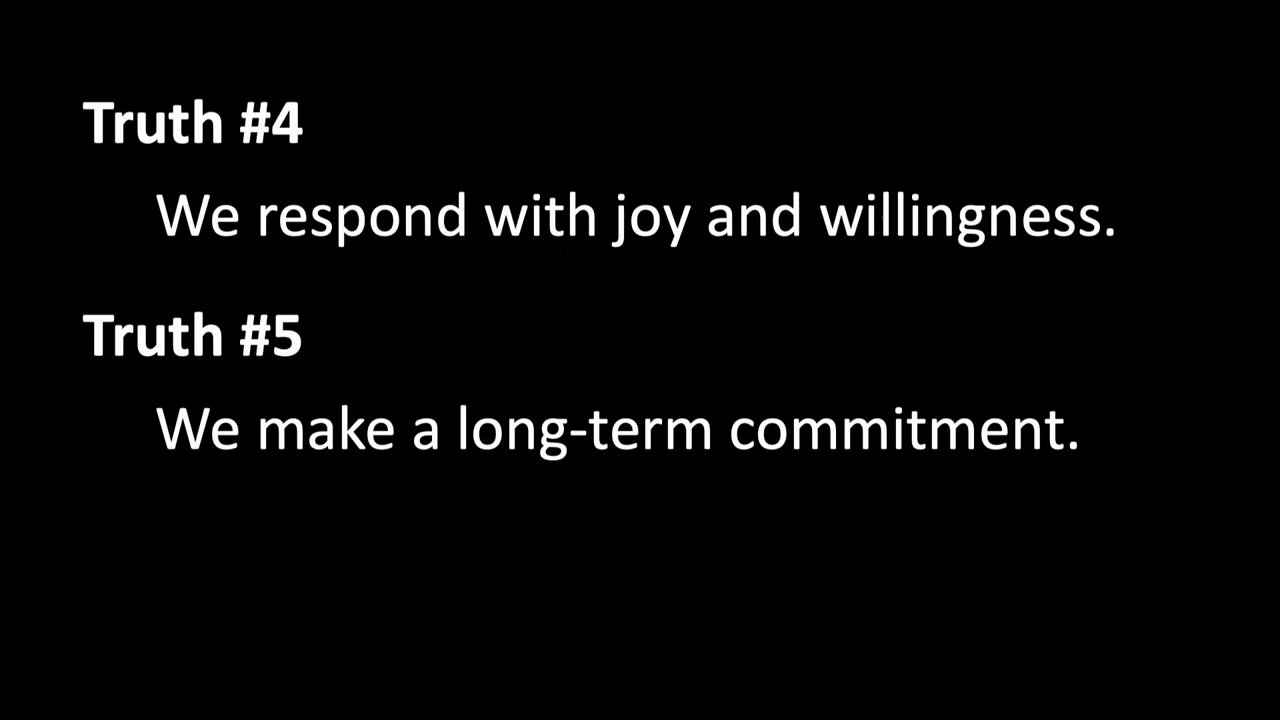 Truth #4
We respond with joy and willingness.
Truth #5
We make a long-term commitment.